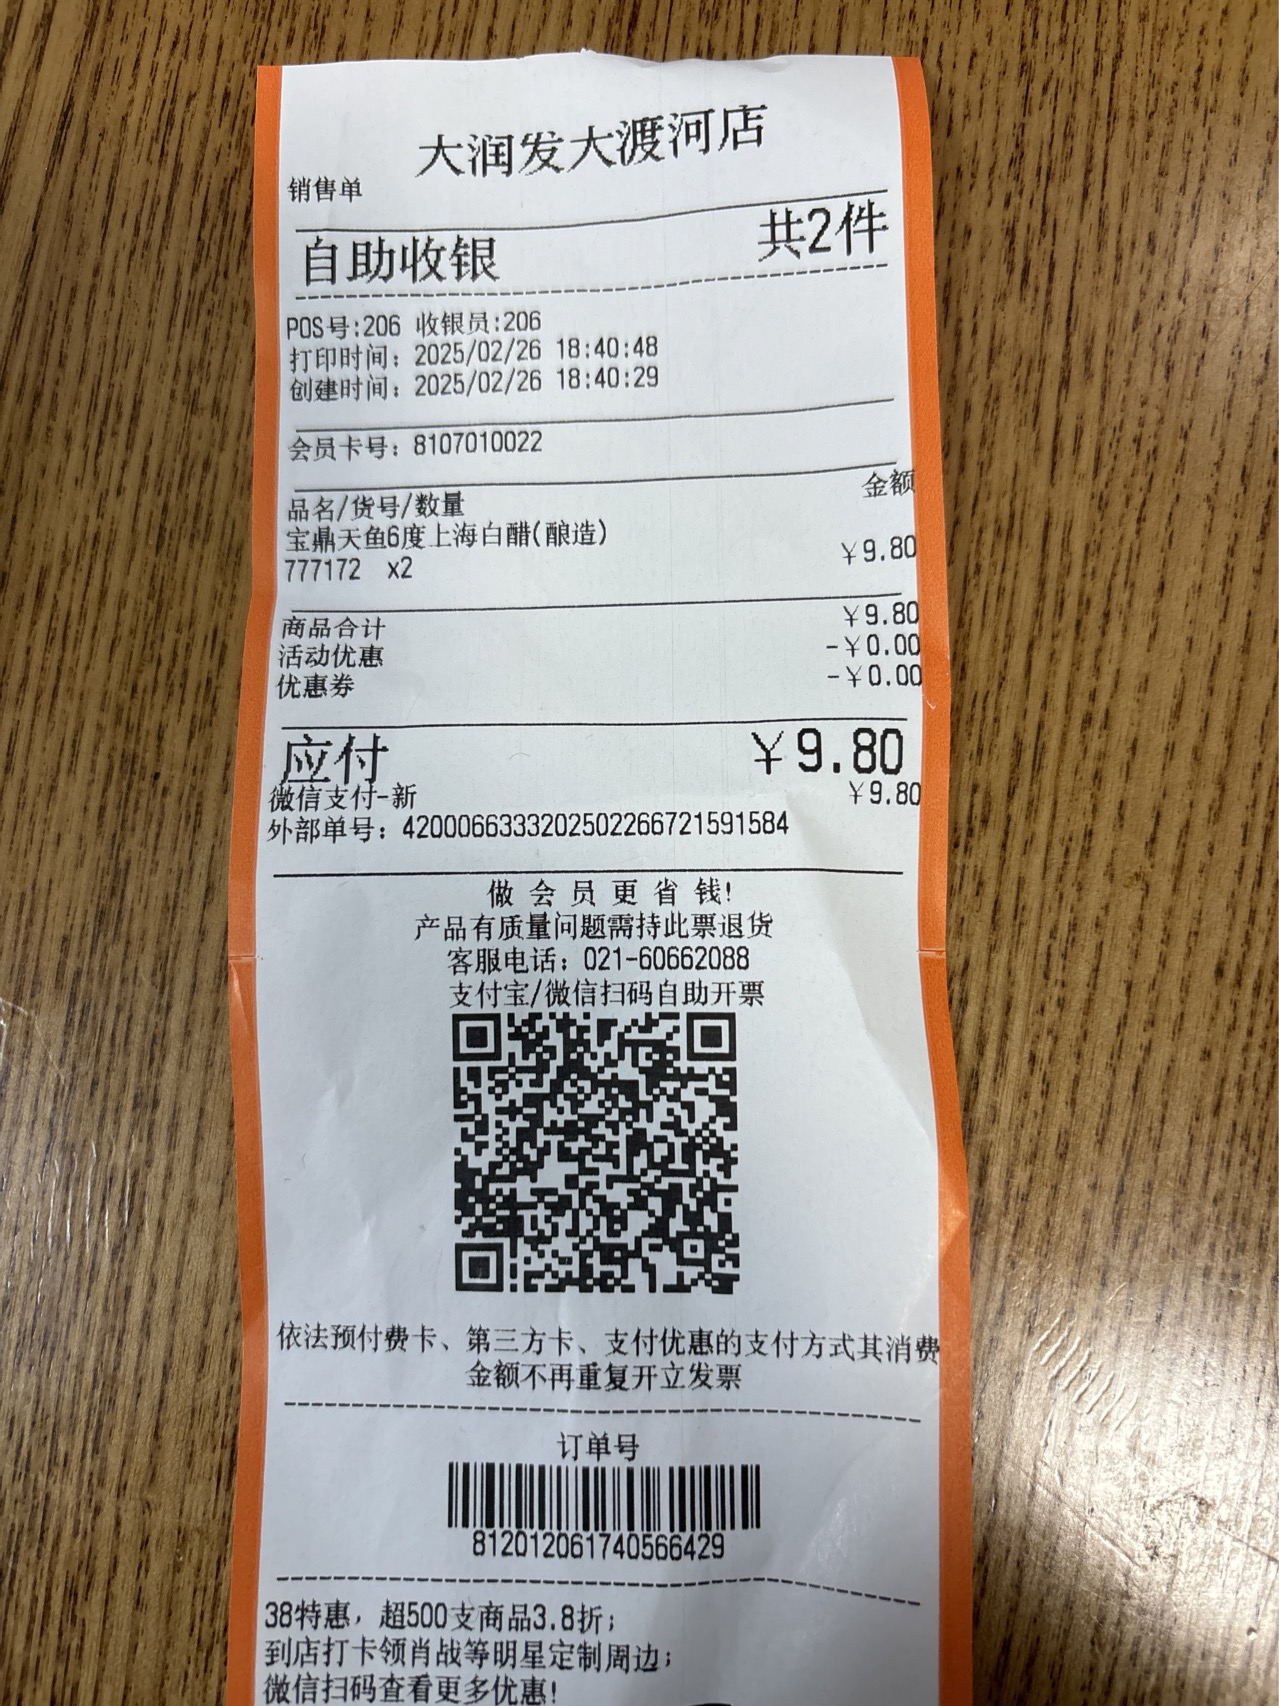 大润发大渡河店
销售单
自助收银 共2件
POS号:206 收银员:206
打印时间: 2025/02/26 18:40:48
创建时间: 2025/02/26 18:40:29
会员卡号: 8107010022
品名/货号/数量 金额
宝鼎天鱼6度上海白醋(酿造)
777172 x2 ￥9.80
商品合计 ￥9.80
活动优惠 -￥0.00
优惠券 -￥0.00
应付 ￥9.80
微信支付-新 ￥9.80
外部单号: 4200066333202502266721591584
做 会 员 更 省 钱!
产品有质量问题需持此票退货
客服电话: 021-60662088
支付宝/微信扫码自助开票
依法预付费卡、第三方卡、支付优惠的支付方式其消费
金额不再重复开立发票
订单号
812012061740566429
38特惠，超500支商品3.8折;
到店打卡领肖战等明星定制周边;
微信扫码查看更多优惠!